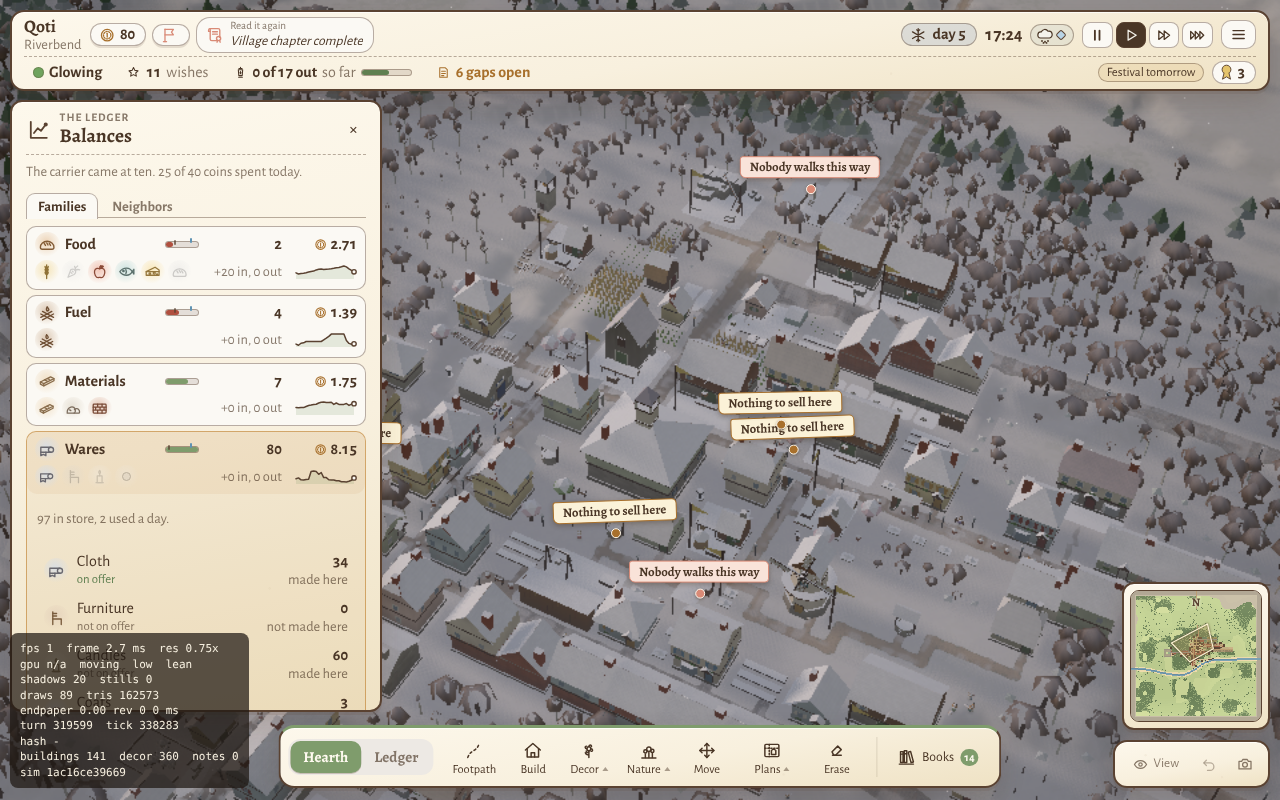 Qoti
Riverbend
80
Read it again
Village chapter complete
day 5
17:24
Glowing
11 wishes
0 of 17 out so far
6 gaps open
Festival tomorrow
3
THE LEDGER
Balances
×
The carrier came at ten. 25 of 40 coins spent today.
Families
Neighbors
Food 2 2.71
+20 in, 0 out
Fuel 4 1.39
+0 in, 0 out
Materials 7 1.75
+0 in, 0 out
Wares 80 8.15
+0 in, 0 out
97 in store, 2 used a day.
Cloth 34
on offer made here
Furniture 0
not on offer not made here
60
made here
3
fps 1 frame 2.7 ms res 0.75x
gpu n/a moving low lean
shadows 20 stills 0
draws 89 tris 162573
endpaper 0.00 rev 0 0 ms
turn 319599 tick 338283
hash -
buildings 141 decor 360 notes 0
sim 1ac16ce39669
Nobody walks this way
Nothing to sell here
Nothing to sell here
re
Nothing to sell here
Nobody walks this way
N
Hearth
Ledger
Footpath
Build
Decor
Nature
Move
Plans
Erase
Books 14
View